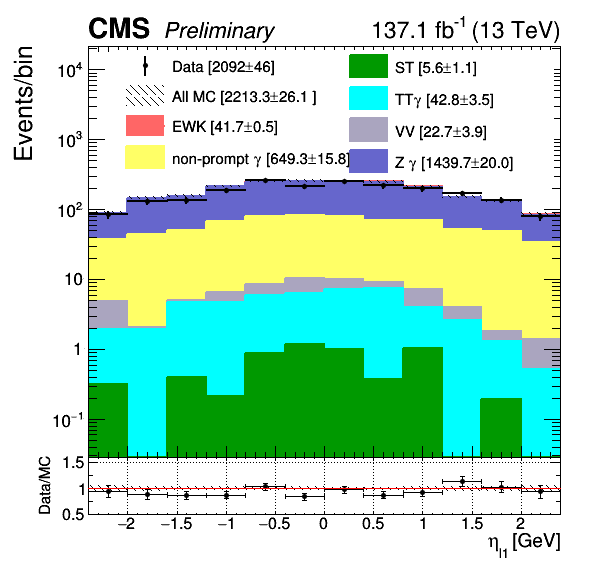 CMS Preliminary 137.1 fb⁻¹ (13 TeV)
Events/bin
Data [2092±46]
All MC [2213.3±26.1 ]
EWK [41.7±0.5]
non-prompt γ [649.3±15.8]
ST [5.6±1.1]
TTγ [42.8±3.5]
VV [22.7±3.9]
Z γ [1439.7±20.0]
10⁴
10³
10²
10
1
10⁻¹
Data/MC
1.5
1
0.5
−2 −1.5 −1 −0.5 0 0.5 1 1.5 2
η_l1 [GeV]